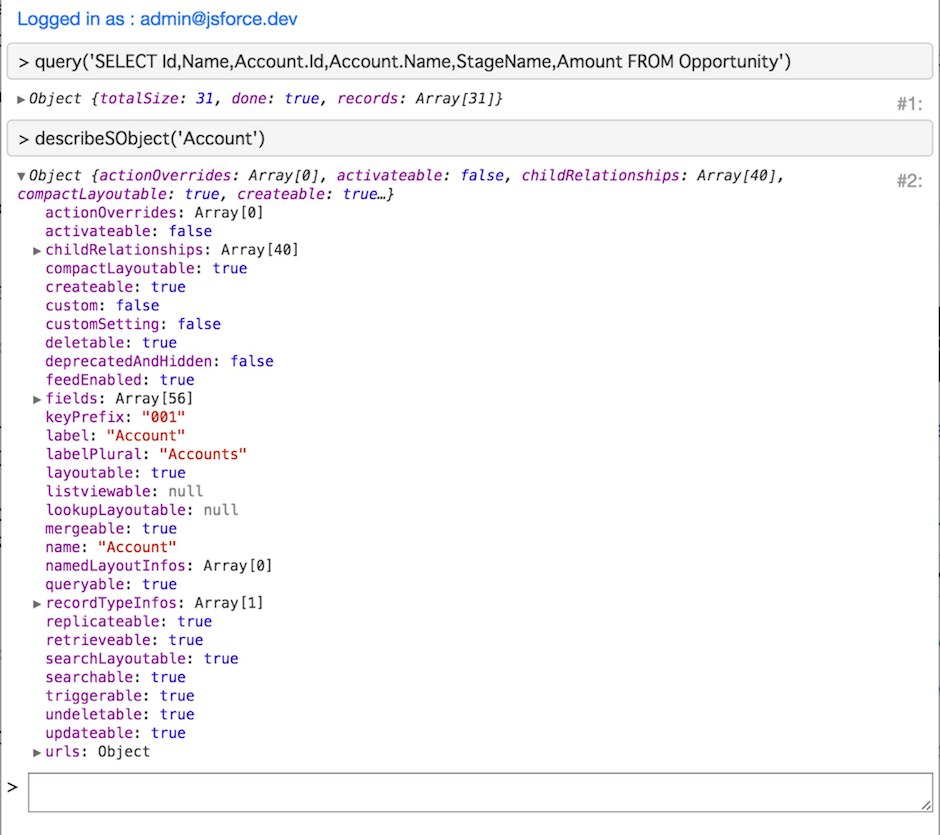 Logged in as : admin@jsforce.dev
> query('SELECT Id,Name,Account.Id,Account.Name,StageName,Amount FROM Opportunity')
▶Object {totalSize: 31, done: true, records: Array[31]}
#1:
> describeSObject('Account')
▼Object {actionOverrides: Array[0], activateable: false, childRelationships: Array[40],
#2:
compactLayoutable: true, createable: true…}
actionOverrides: Array[0]
activateable: false
▶childRelationships: Array[40]
compactLayoutable: true
createable: true
custom: false
customSetting: false
deletable: true
deprecatedAndHidden: false
feedEnabled: true
▶fields: Array[56]
keyPrefix: "001"
label: "Account"
labelPlural: "Accounts"
layoutable: true
listviewable: null
lookupLayoutable: null
mergeable: true
name: "Account"
namedLayoutInfos: Array[0]
queryable: true
▶recordTypeInfos: Array[1]
replicateable: true
retrieveable: true
searchLayoutable: true
searchable: true
triggerable: true
undeletable: true
updateable: true
▶urls: Object
>